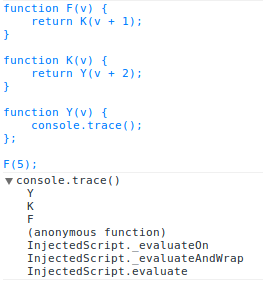 function F(v) {
    return K(v + 1);
}

function K(v) {
    return Y(v + 2);
}

function Y(v) {
    console.trace();
};

F(5);
▼ console.trace()
Y
K
F
(anonymous function)
InjectedScript._evaluateOn
InjectedScript._evaluateAndWrap
InjectedScript.evaluate